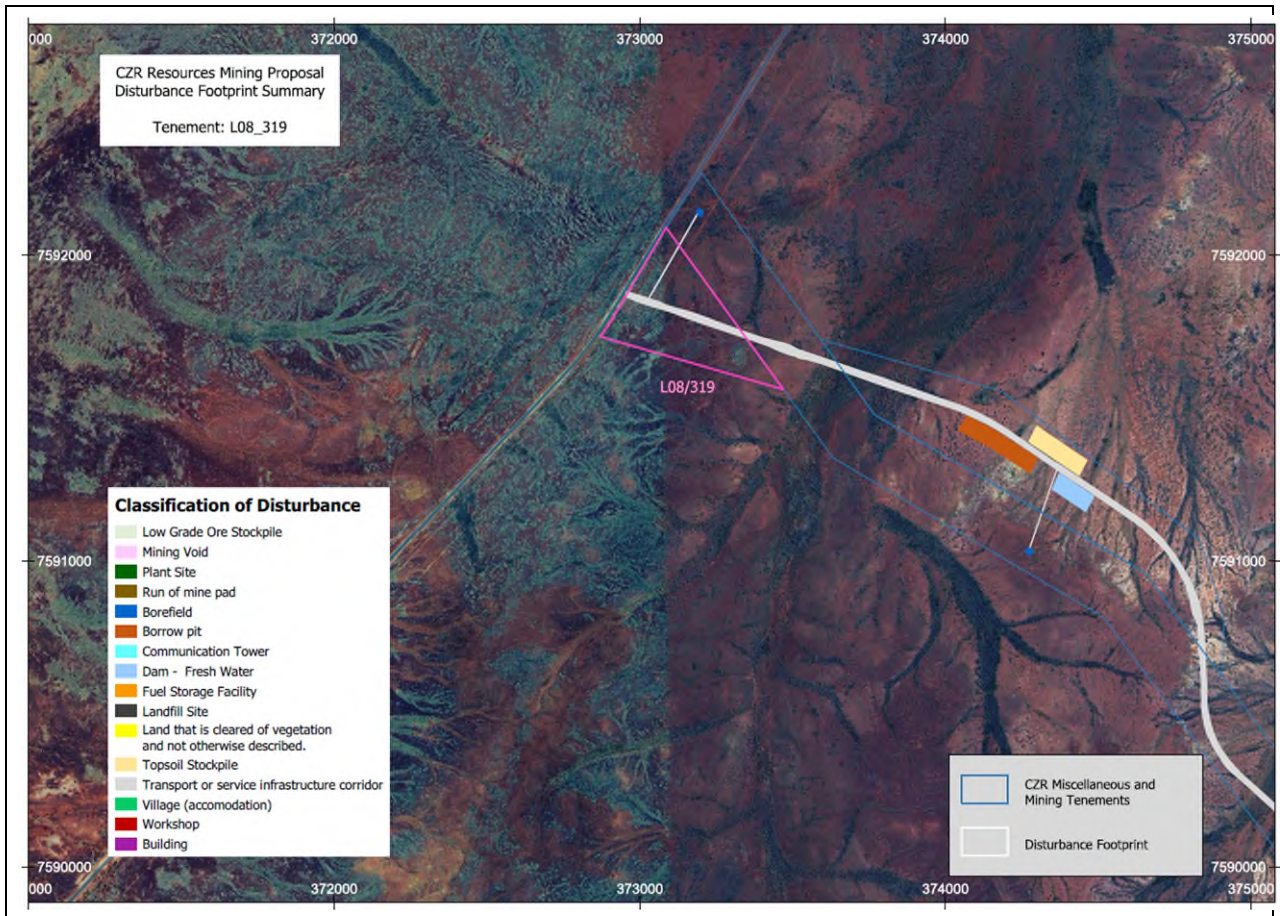 000
372000
373000
374000
375000
CZR Resources Mining Proposal
Disturbance Footprint Summary
Tenement: L08_319
7592000
7592000
L08/319
Classification of Disturbance
Low Grade Ore Stockpile
Mining Void
Plant Site
Run of mine pad
Borefield
Borrow pit
Communication Tower
Dam - Fresh Water
Fuel Storage Facility
Landfill Site
Land that is cleared of vegetation
and not otherwise described.
Topsoil Stockpile
Transport or service infrastructure corridor
Village (accomodation)
Workshop
Building
7591000
7591000
CZR Miscellaneous and
Mining Tenements
Disturbance Footprint
7590000
7590000
000
372000
373000
374000
375000